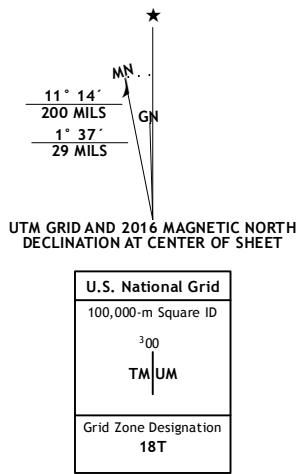 MN
11° 14´
200 MILS
GN
1° 37´
29 MILS
UTM GRID AND 2016 MAGNETIC NORTH
DECLINATION AT CENTER OF SHEET
U.S. National Grid
100,000-m Square ID
³00
TM UM
Grid Zone Designation
18T